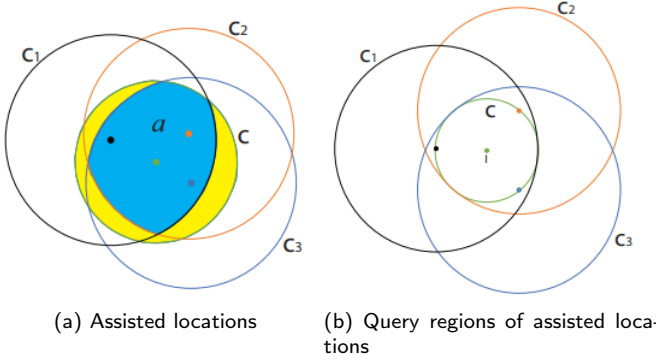 C1
C2
a
C
C3
C1
C2
C
i
C3
(a) Assisted locations
(b) Query regions of assisted loca-
tions